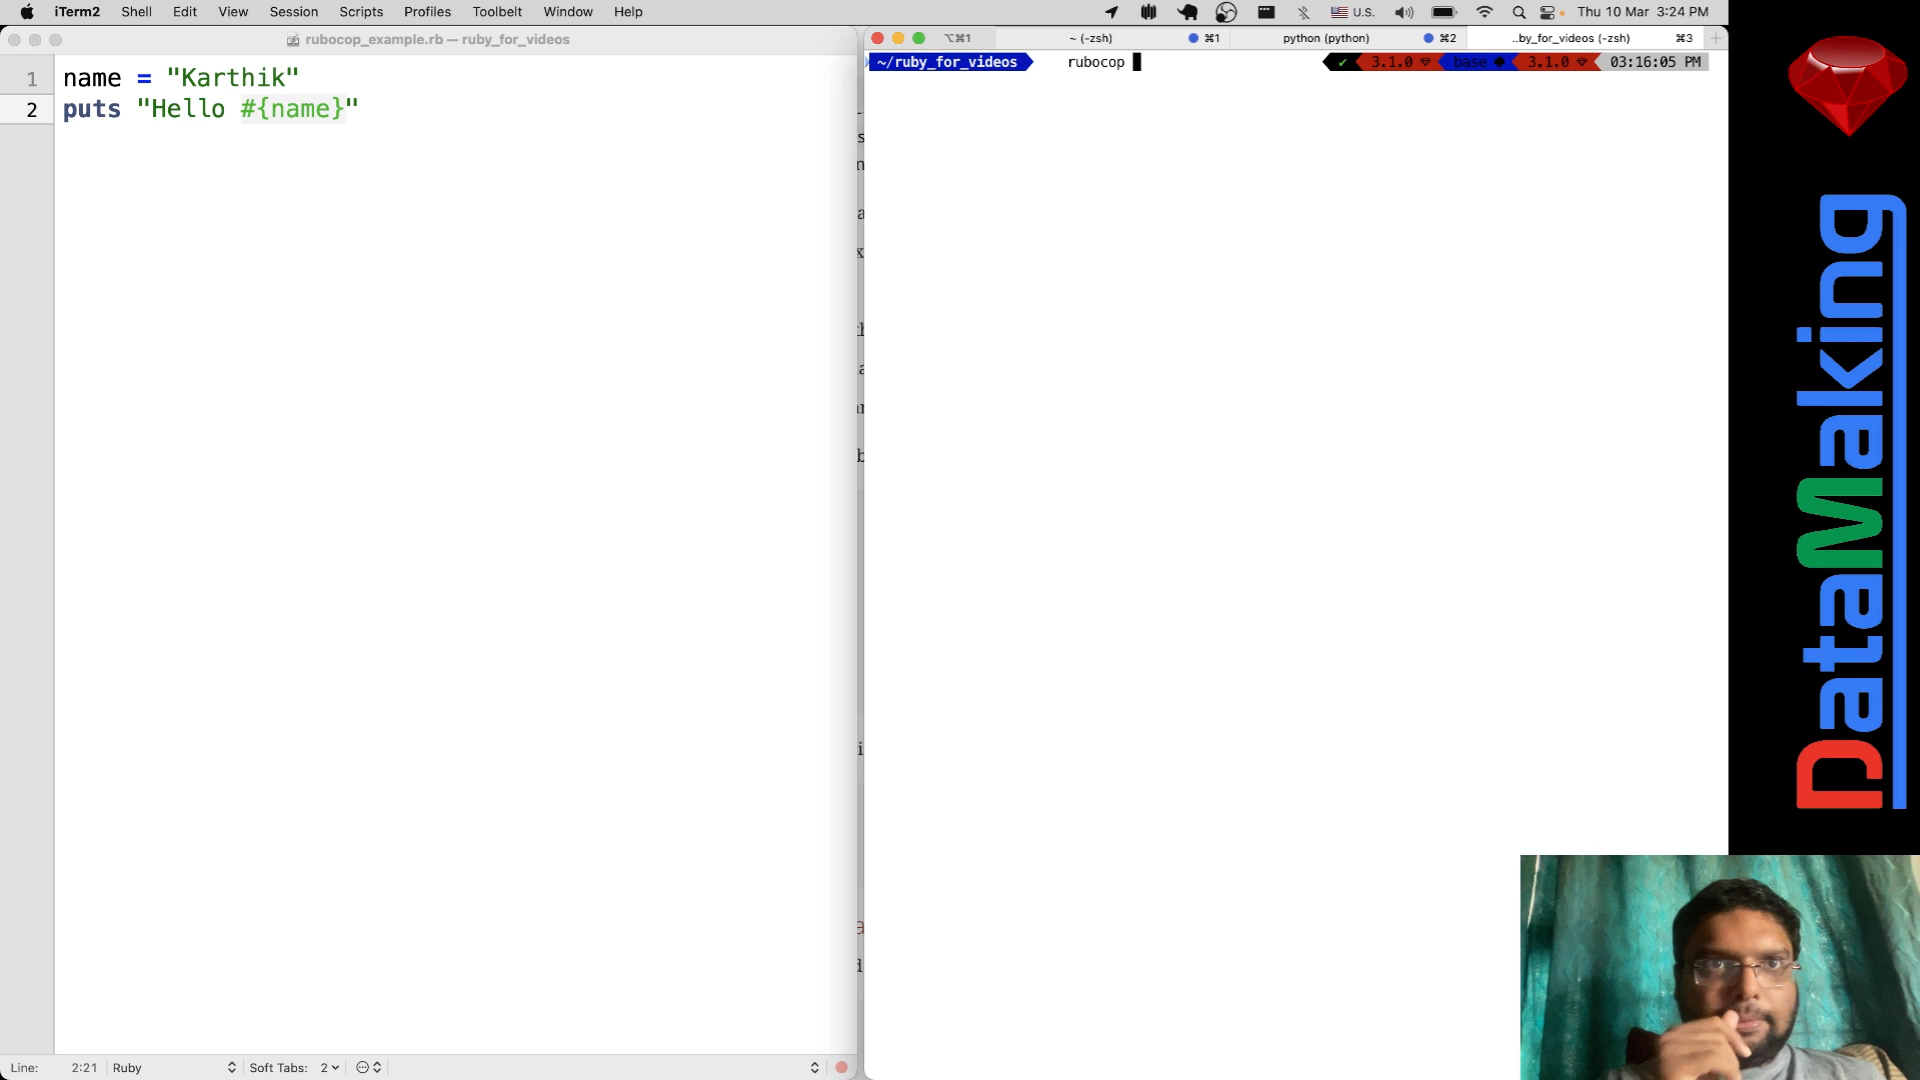 iTerm2 Shell Edit View Session Scripts Profiles Toolbelt Window Help U.S. Thu 10 Mar 3:24 PM
rubocop_example.rb — ruby_for_videos
⌥⌘1 ~ (-zsh) ⌘1 python (python) ⌘2 ..by_for_videos (-zsh) ⌘3
1 name = "Karthik"
2 puts "Hello #{name}"
~/ruby_for_videos rubocop ✓ 3.1.0 base 3.1.0 03:16:05 PM
DataMaking
Line: 2:21 Ruby Soft Tabs: 2